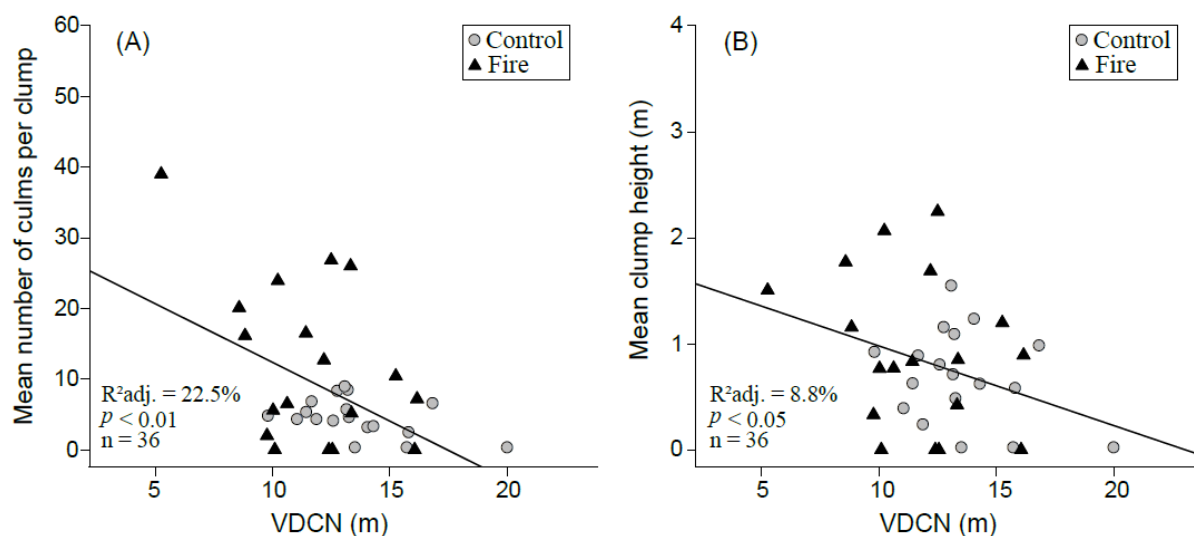 (A)
Control
Fire
60
50
40
30
20
10
0
Mean number of culms per clump
R²adj. = 22.5%
p < 0.01
n = 36
5
10
15
20
VDCN (m)
(B)
Control
Fire
4
3
2
1
0
Mean clump height (m)
R²adj. = 8.8%
p < 0.05
n = 36
5
10
15
20
VDCN (m)